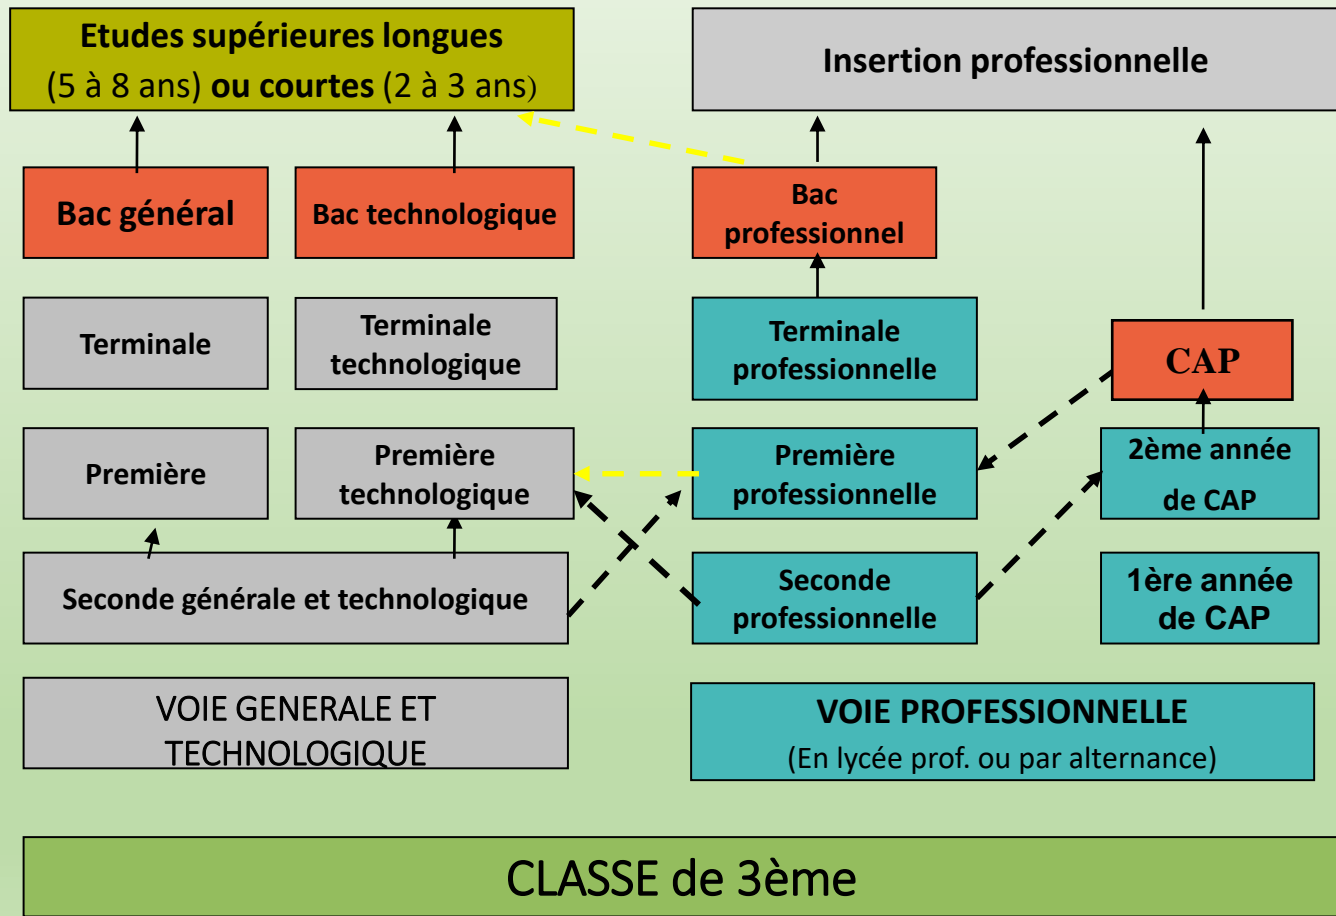 Etudes supérieures longues
(5 à 8 ans) ou courtes (2 à 3 ans)
Insertion professionnelle
Bac général
Bac technologique
Bac
professionnel
Terminale
Terminale
technologique
Terminale
professionnelle
CAP
Première
Première
technologique
Première
professionnelle
2ème année
de CAP
Seconde générale et technologique
Seconde
professionnelle
1ère année
de CAP
VOIE GENERALE ET
TECHNOLOGIQUE
VOIE PROFESSIONNELLE
(En lycée prof. ou par alternance)
CLASSE de 3ème